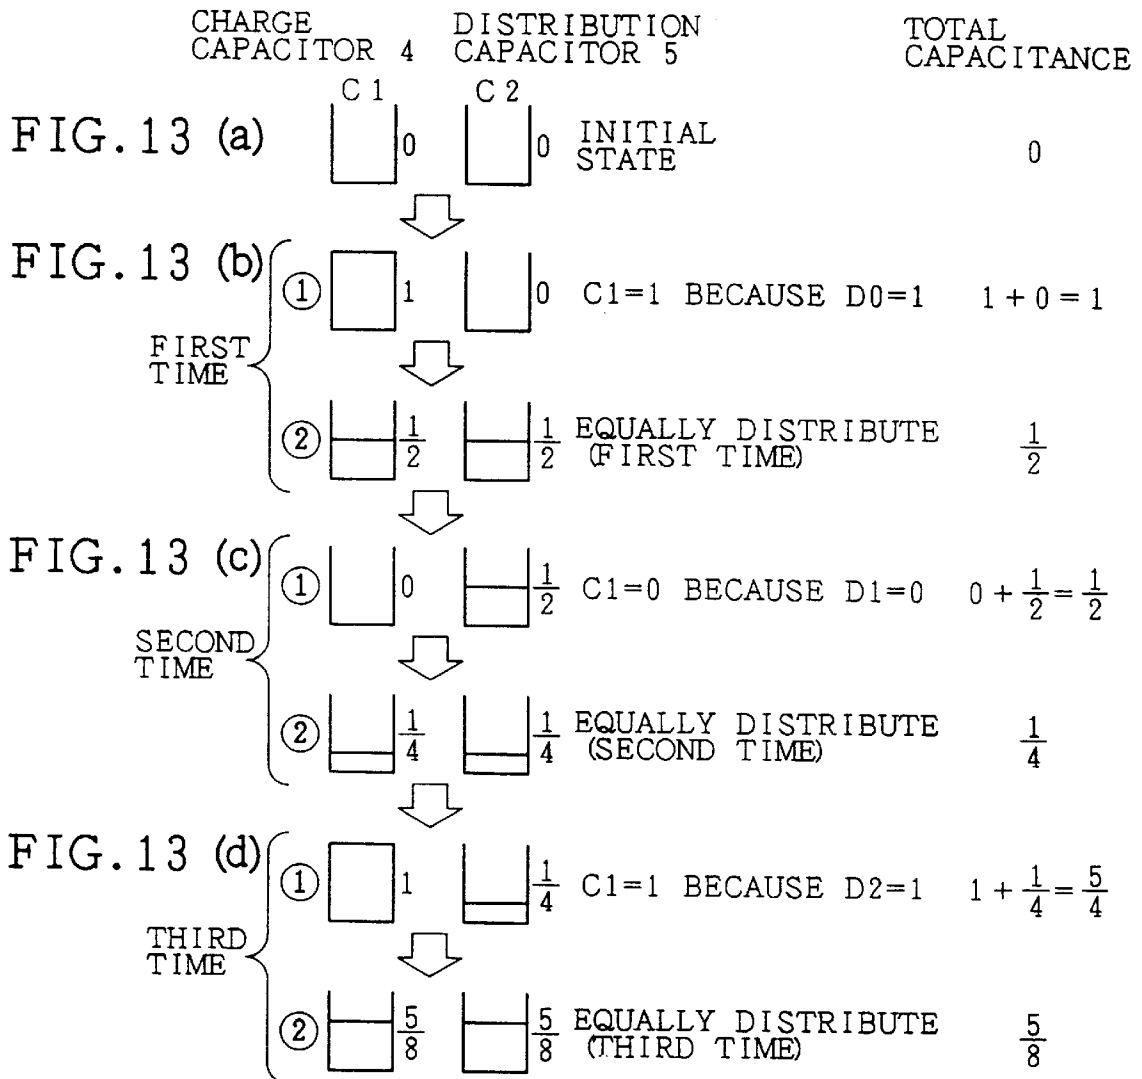 CHARGE CAPACITOR 4 DISTRIBUTION CAPACITOR 5 TOTAL CAPACITANCE
C1 C2
FIG.13 (a) 0 0 INITIAL STATE 0
FIG.13 (b)
FIRST TIME
① 1 0 C1=1 BECAUSE D0=1 1+0=1
② 1/2 1/2 EQUALLY DISTRIBUTE (FIRST TIME) 1/2
FIG.13 (c)
SECOND TIME
① 0 1/2 C1=0 BECAUSE D1=0 0+1/2=1/2
② 1/4 1/4 EQUALLY DISTRIBUTE (SECOND TIME) 1/4
FIG.13 (d)
THIRD TIME
① 1 1/4 C1=1 BECAUSE D2=1 1+1/4=5/4
② 5/8 5/8 EQUALLY DISTRIBUTE (THIRD TIME) 5/8